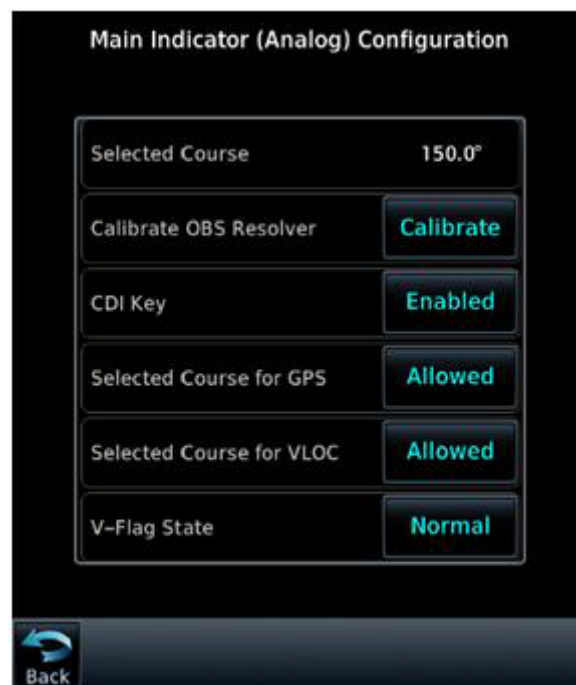 Main Indicator (Analog) Configuration
Selected Course 150.0°
Calibrate OBS Resolver Calibrate
CDI Key Enabled
Selected Course for GPS Allowed
Selected Course for VLOC Allowed
V-Flag State Normal
Back